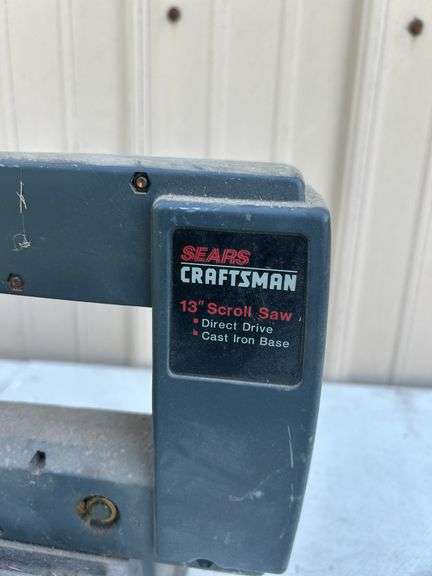 SEARS
CRAFTSMAN
13" Scroll Saw
▪ Direct Drive
▪ Cast Iron Base